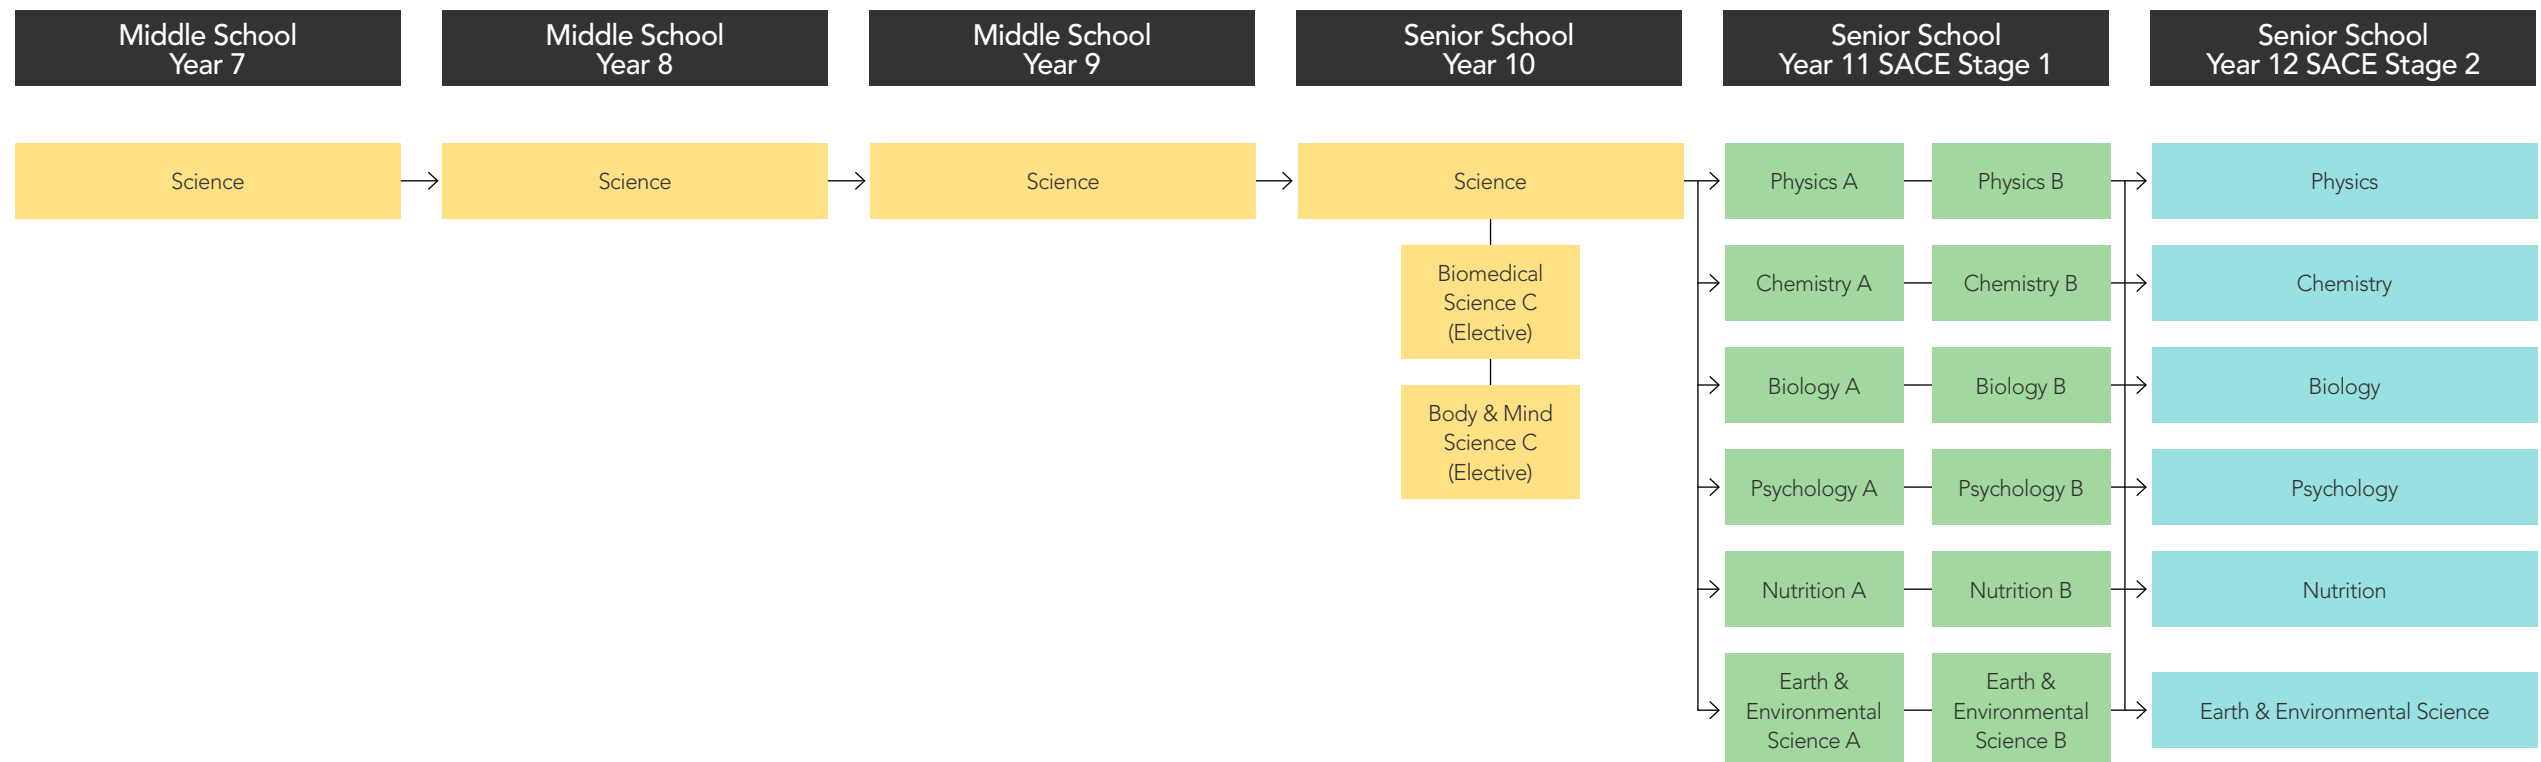 Middle School
Year 7
Middle School
Year 8
Middle School
Year 9
Senior School
Year 10
Senior School
Year 11 SACE Stage 1
Senior School
Year 12 SACE Stage 2
Science
Science
Science
Science
Biomedical
Science C
(Elective)
Body & Mind
Science C
(Elective)
Physics A
Physics B
Physics
Chemistry A
Chemistry B
Chemistry
Biology A
Biology B
Biology
Psychology A
Psychology B
Psychology
Nutrition A
Nutrition B
Nutrition
Earth &
Environmental
Science A
Earth &
Environmental
Science B
Earth & Environmental Science